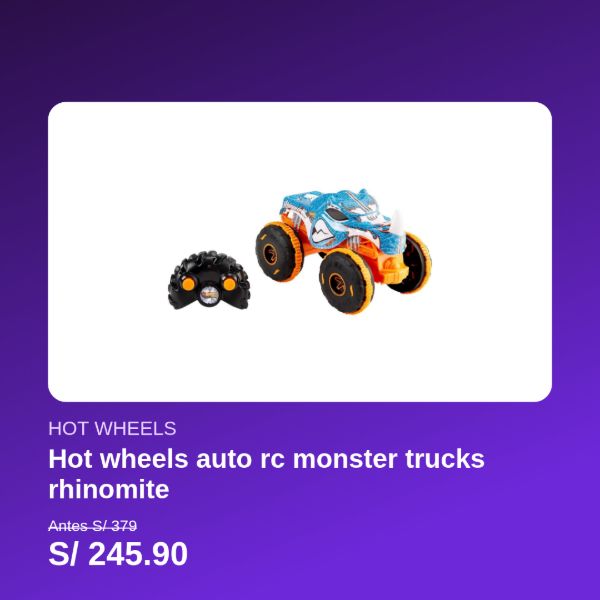 HOT WHEELS
Hot wheels auto rc monster trucks
rhinomite
Antes S/ 379
S/ 245.90